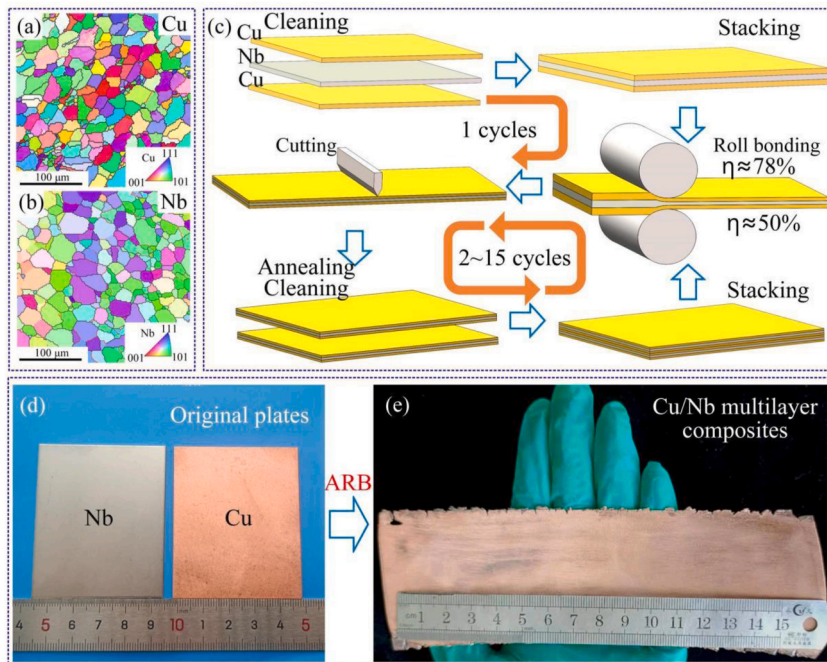 (a)
Cu
Cu 111
001 101
100 μm
(b)
Nb
Nb 111
001 101
100 μm
(c)
Cleaning
Cu
Nb
Cu
Stacking
1 cycles
Cutting
Roll bonding
η≈78%
η≈50%
2~15 cycles
Annealing
Cleaning
Stacking
(d)
Original plates
Nb
Cu
4 5 6 7 8 9 10 1 2 3 4 5
ARB
(e)
Cu/Nb multilayer
composites
cm 1 2 3 4 5 6 7 8 9 10 11 12 13 14 15